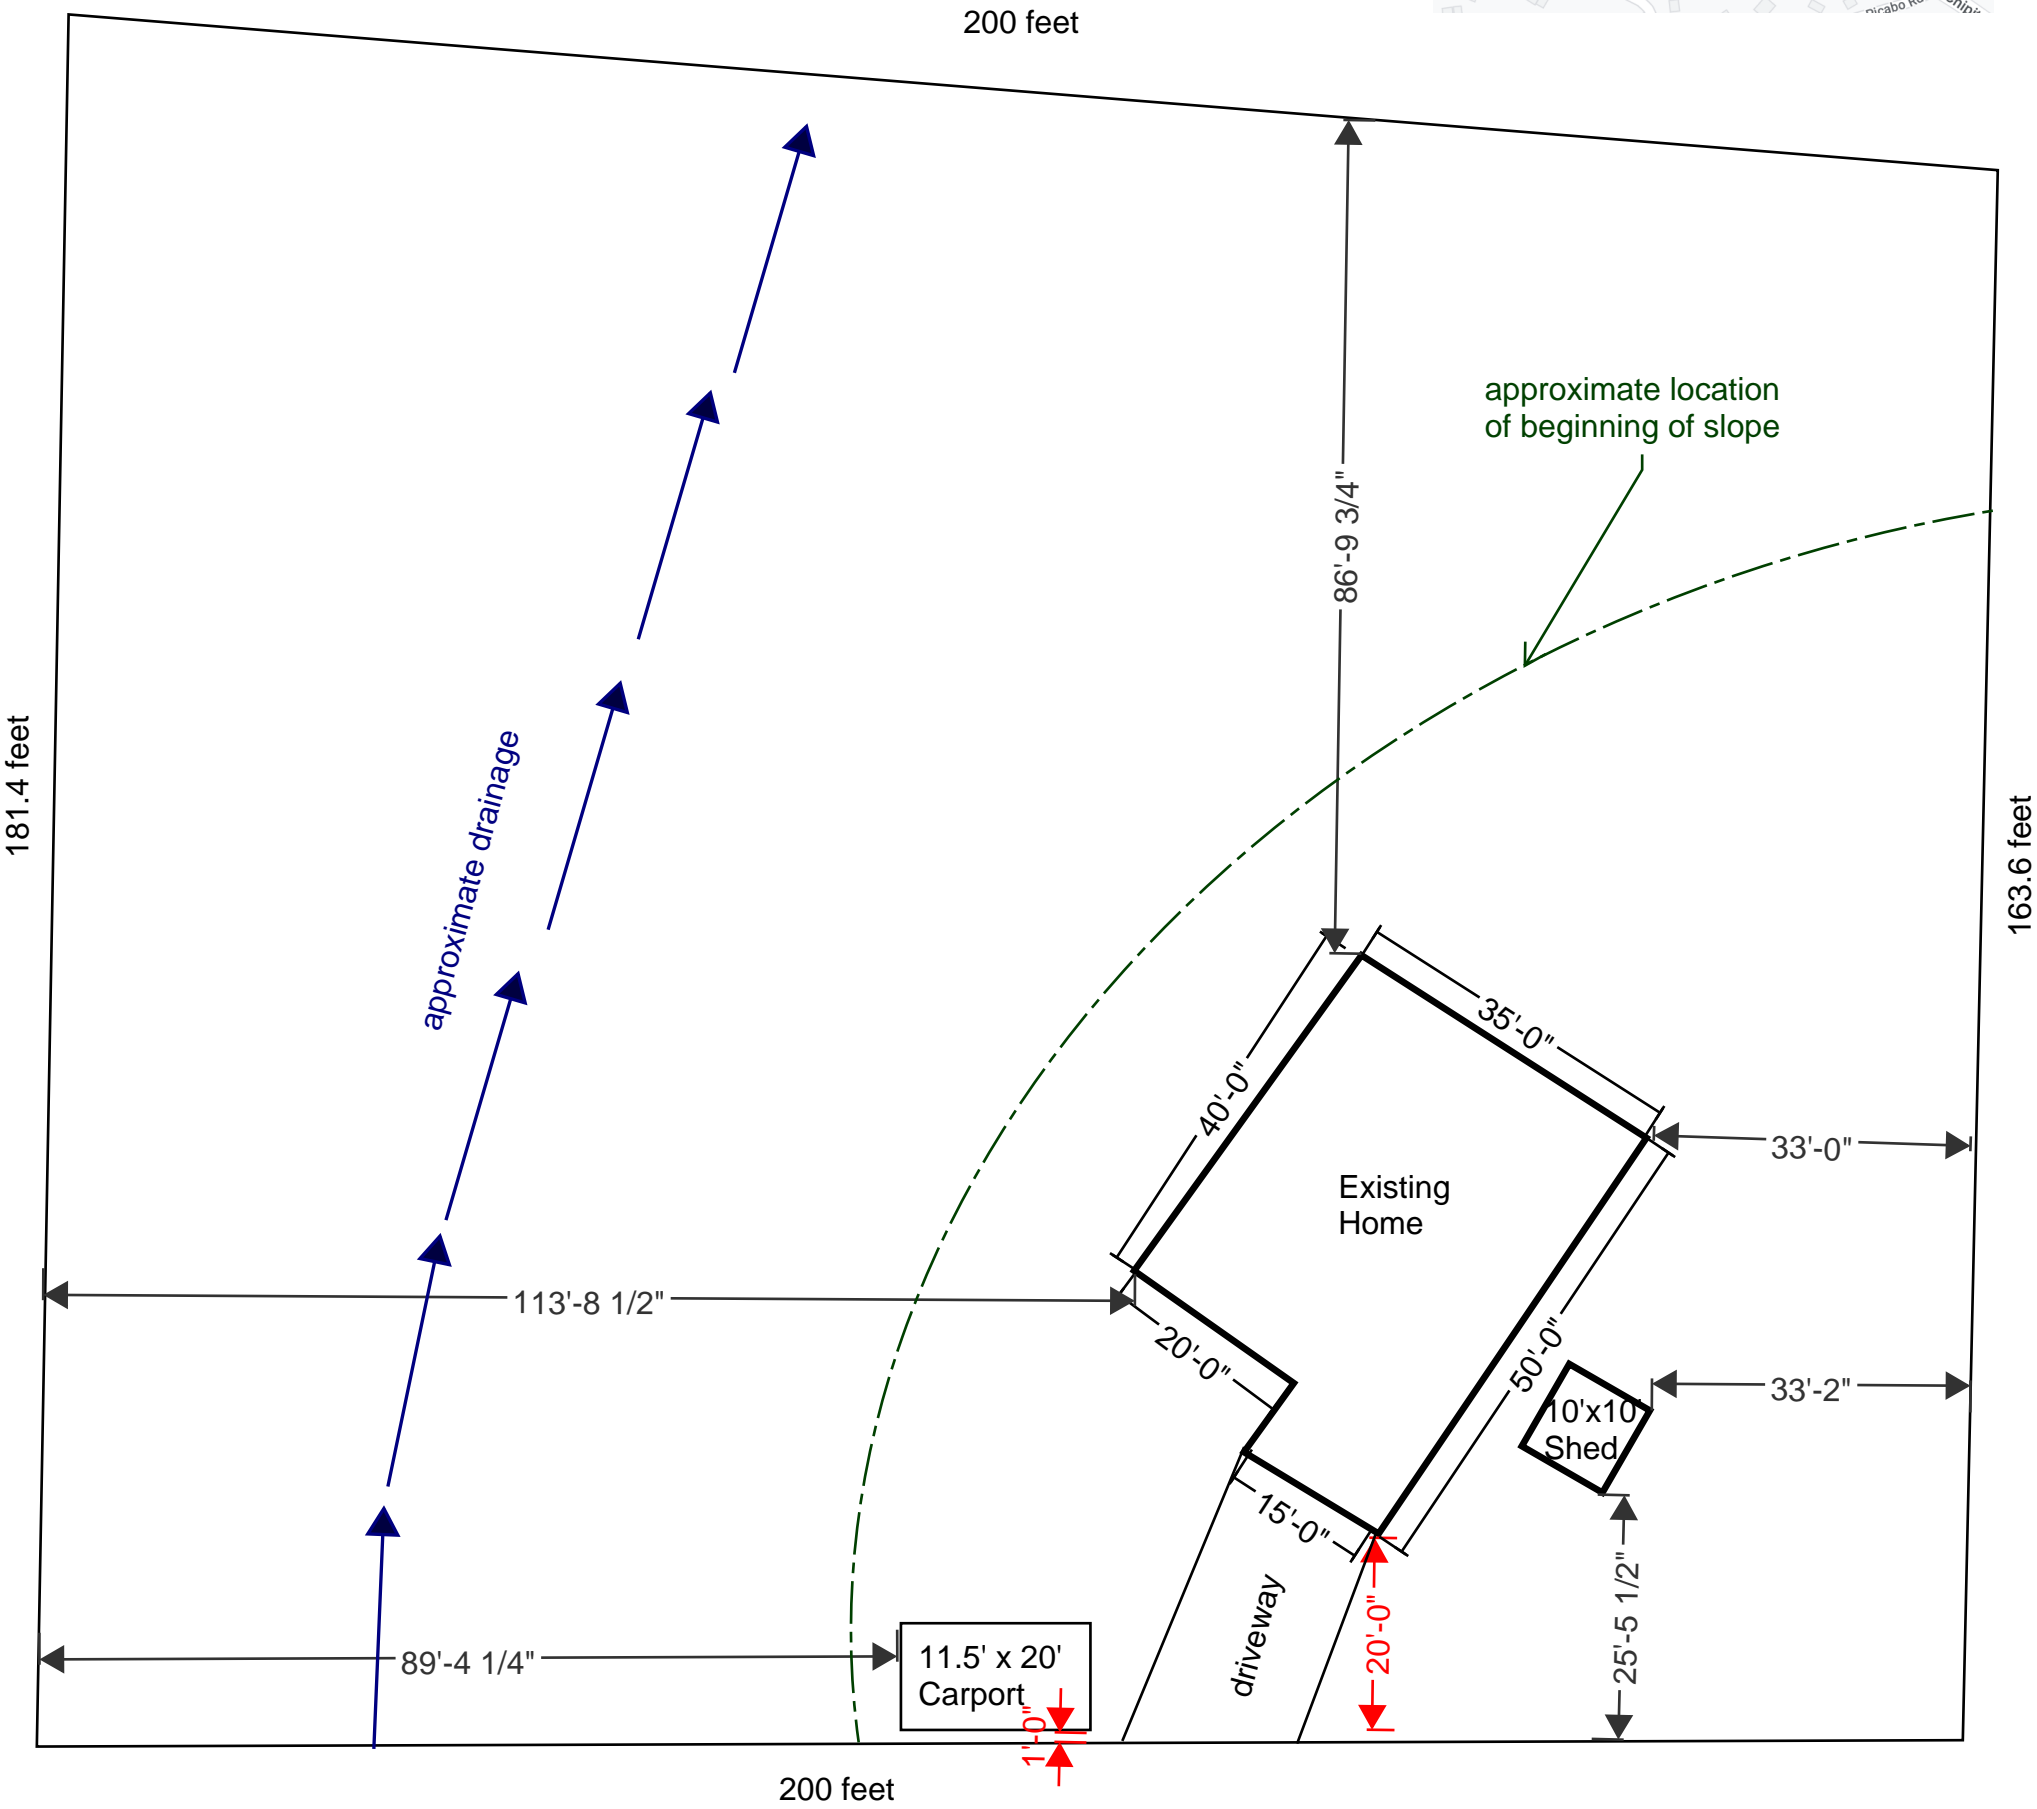 200 feet
approximate location
of beginning of slope
86'-9 3/4"
181.4 feet
approximate drainage
163.6 feet
35'-0"
40'-0"
33'-0"
Existing
Home
113'-8 1/2"
20'-0"
50'-0"
33'-2"
10'x10'
Shed
15'-0"
driveway
20'-0"
25'-5 1/2"
89'-4 1/4"
11.5' x 20'
Carport
1'-0"
200 feet